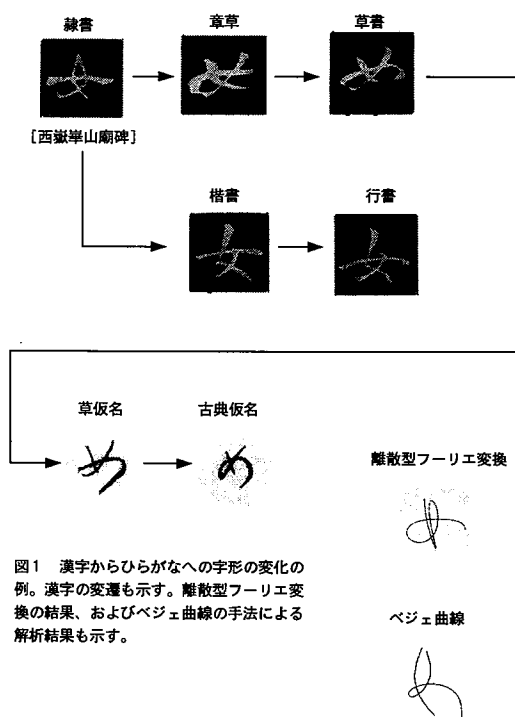 隷書
章草
草書
[西嶽崋山廟碑]
楷書
行書
草仮名
古典仮名
離散型フーリエ変換
図1 漢字からひらがなへの字形の変化の
例。漢字の変遷も示す。離散型フーリエ変
換の結果、およびベジェ曲線の手法による
解析結果も示す。
ベジェ曲線